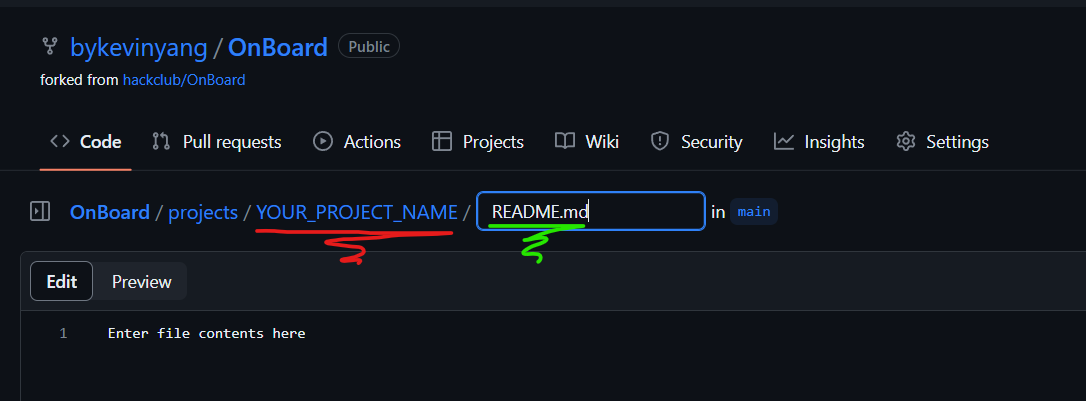 bykevinyang / OnBoard Public
forked from hackclub/OnBoard
Code Pull requests Actions Projects Wiki Security Insights Settings
OnBoard / projects / YOUR_PROJECT_NAME / README.md in main
Edit Preview
1 Enter file contents here